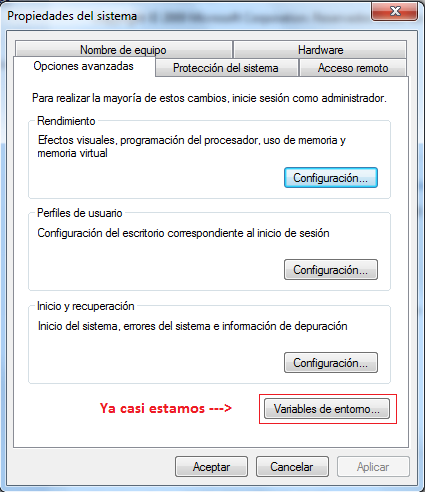 Propiedades del sistema
Nombre de equipo
Hardware
Opciones avanzadas
Protección del sistema
Acceso remoto
Para realizar la mayoría de estos cambios, inicie sesión como administrador.
Rendimiento
Efectos visuales, programación del procesador, uso de memoria y
memoria virtual
Configuración...
Perfiles de usuario
Configuración del escritorio correspondiente al inicio de sesión
Configuración...
Inicio y recuperación
Inicio del sistema, errores del sistema e información de depuración
Configuración...
Ya casi estamos --->
Variables de entorno...
Aceptar
Cancelar
Aplicar